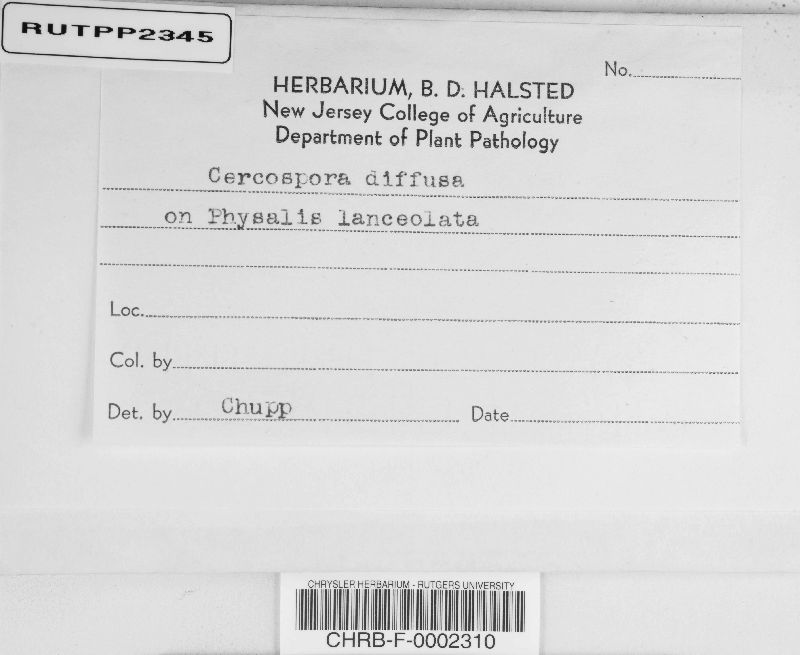 RUTPP2345
No.
HERBARIUM, B. D. HALSTED
New Jersey College of Agriculture
Department of Plant Pathology
Cercospora diffusa
on Physalis lanceolata
Loc.
Col. by
Det. by Chupp Date
CHRYSLER HERBARIUM - RUTGERS UNIVERSITY
CHRB-F-0002310